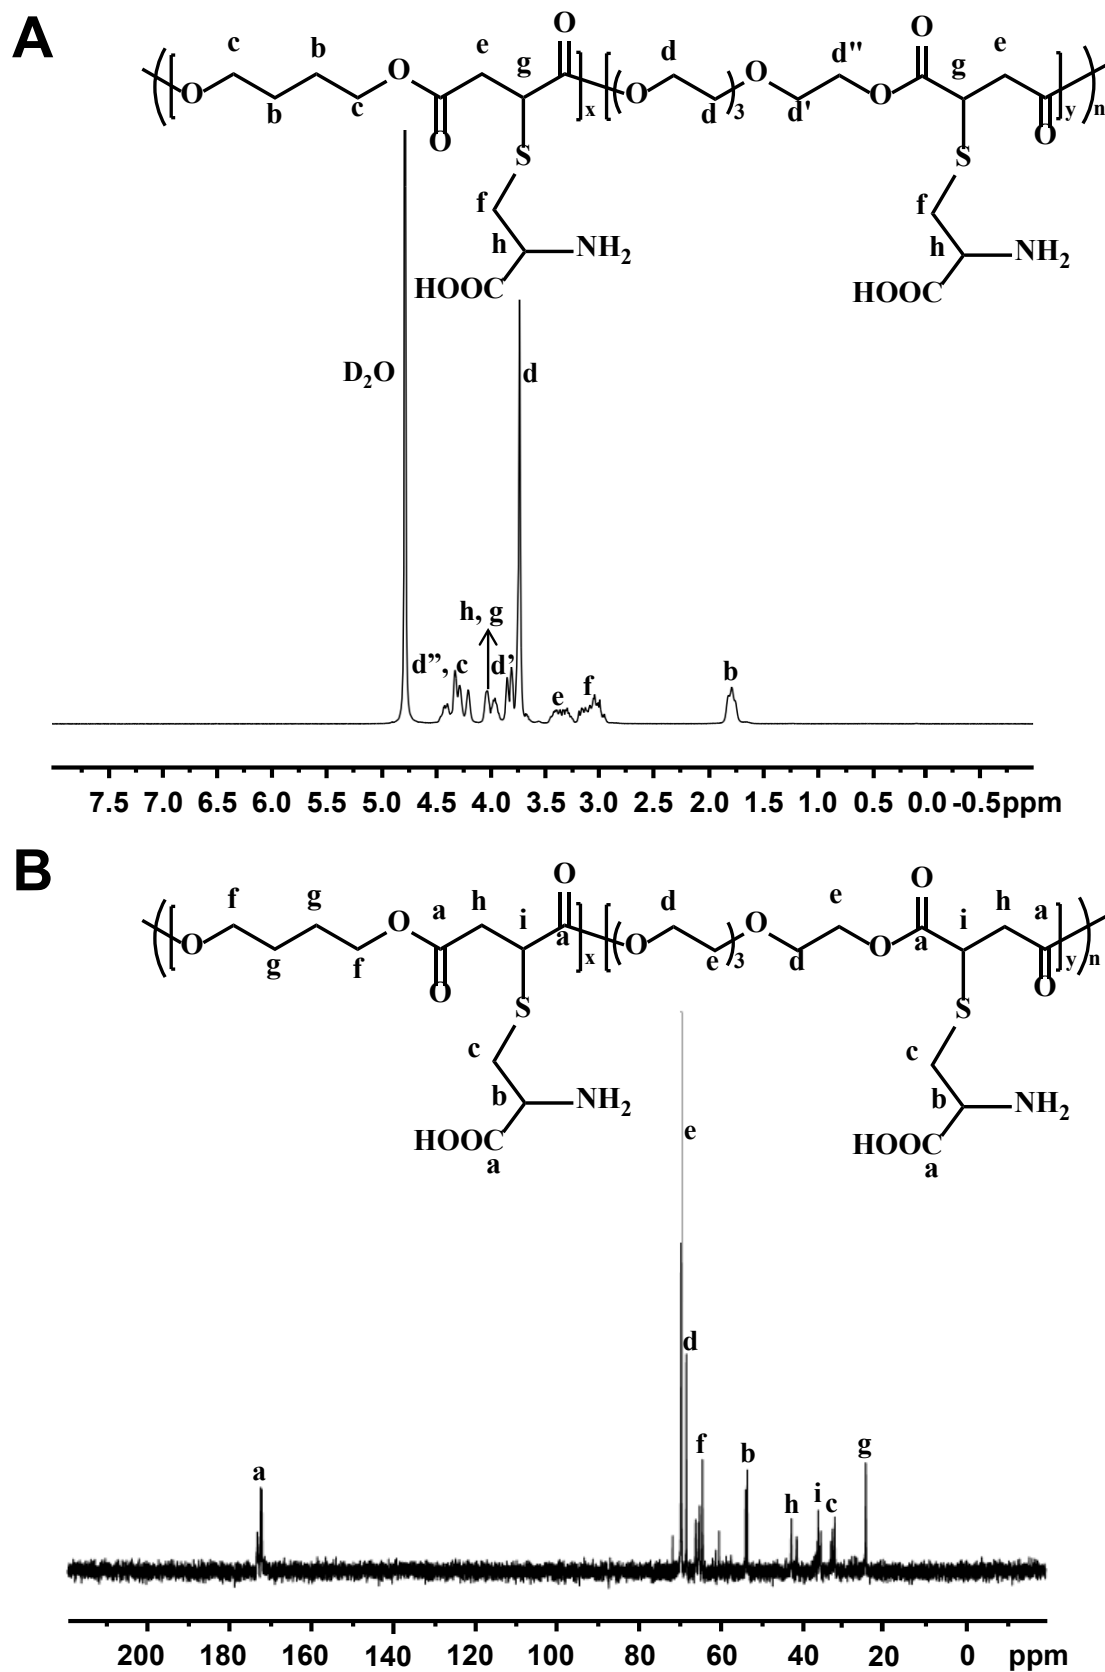 A
O
O
c
b
e
g
d
d''
g
e
O
O
O
b
c
O
x
O
d
3
d'
O
O
y
n
S
S
f
f
h
NH2
h
NH2
HOOC
HOOC
D2O
d
h, g
d”, c
d’
e
f
b
7.5 7.0 6.5 6.0 5.5 5.0 4.5 4.0 3.5 3.0 2.5 2.0 1.5 1.0 0.5 0.0 -0.5ppm
B
O
O
f
g
a
h
i
d
e
i
h
a
O
O
O
a
a
O
g
f
O
x
O
e
3
d
O
O
y
n
S
S
c
c
b
NH2
b
NH2
HOOC
HOOC
a
a
e
d
f
b
g
a
h
i
c
200 180 160 140 120 100 80 60 40 20 0 ppm